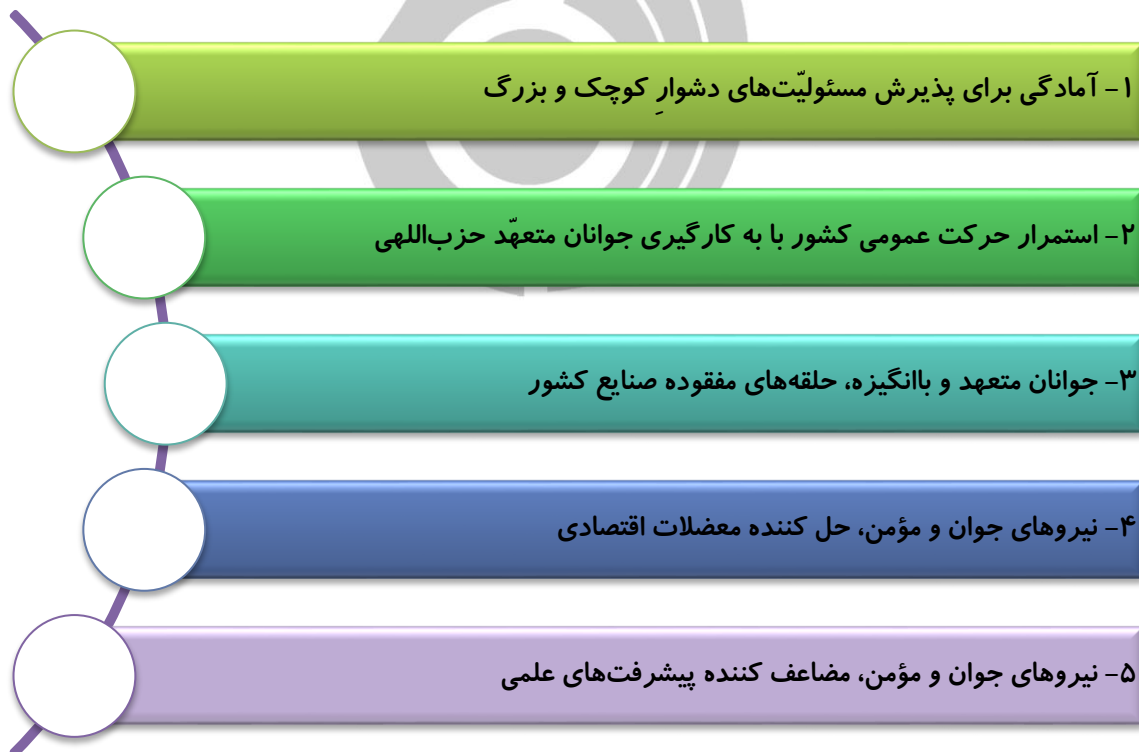 ۱- آمادگی برای پذیرش مسئولیّت‌های دشوارِ کوچک و بزرگ
۲- استمرار حرکت عمومی کشور با به کارگیری جوانان متعهّد حزب‌اللهی
۳- جوانان متعهد و باانگیزه، حلقه‌های مفقوده صنایع کشور
۴- نیروهای جوان و مؤمن، حل کننده معضلات اقتصادی
۵- نیروهای جوان و مؤمن، مضاعف کننده پیشرفت‌های علمی